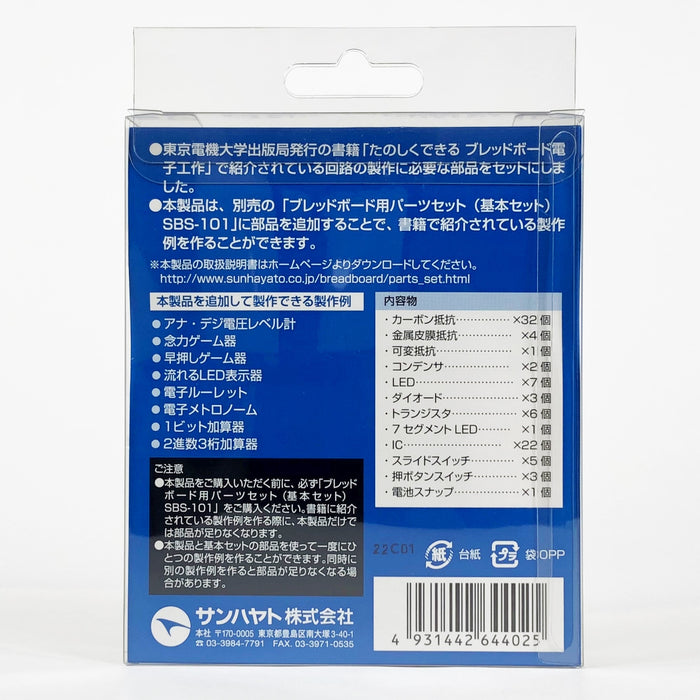 ●東京電機大学出版局発行の書籍「たのしくできる ブレッドボード電
子工作」で紹介されている回路の製作に必要な部品をセットにしま
した。
●本製品は、別売の「ブレッドボード用パーツセット（基本セット）
SBS-101」に部品を追加することで、書籍で紹介されている製作
例を作ることができます。
※本製品の取扱説明書はホームページよりダウンロードしてください。
http://www.sunhayato.co.jp/breadboard/parts_set.html
本製品を追加して製作できる製作例
・アナ・デジ電圧レベル計
・念力ゲーム器
・早押しゲーム器
・流れるLED表示器
・電子ルーレット
・電子メトロノーム
・1ビット加算器
・2進数3桁加算器
内容物
・カーボン抵抗……………×32個
・金属皮膜抵抗……………×4個
・可変抵抗…………………×1個
・コンデンサ………………×2個
・LED………………………×7個
・ダイオード………………×3個
・トランジスタ……………×6個
・7セグメントLED………×1個
・IC…………………………×22個
・スライドスイッチ………×5個
・押ボタンスイッチ………×3個
・電池スナップ……………×1個
ご注意
●本製品をご購入いただく前に、必ず「ブレッド
ボード用パーツセット（基本セット）
SBS-101」をご購入ください。書籍に紹介
されている製作例を作る際に、本製品だけで
は部品が足りなくなります。
●本製品と基本セットの部品を使って一度にひ
とつの製作例を作ることができます。同時に
別の製作例を作ると部品が足りなくなる場合
があります。
22C01
紙 台紙 プラ 袋:OPP
サンハヤト株式会社
本社 〒170-0005 東京都豊島区南大塚3-40-1
☎03-3984-7791 FAX.03-3971-0535
4 931442 644025